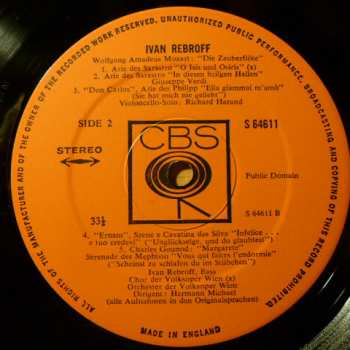 ALL RIGHTS OF THE MANUFACTURER AND OF THE OWNER OF THE RECORDED WORK RESERVED. UNAUTHORIZED PUBLIC PERFORMANCE, BROADCASTING AND COPYING OF THIS RECORD PROHIBITED
IVAN REBROFF
Wolfgang Amadeus Mozart: "Die Zauberflöte"
1. Arie des Sarastro "O Isis und Osiris" (x)
2. Arie des Sarastro "In diesen heilgen Hallen"
Giuseppe Verdi
3. "Don Carlos", Arie des Philipp "Ella giammai m'amò"
(Sie hat mich nie geliebt)
Violoncello-Solo: Richard Harand
SIDE 2
S 64611
CBS
STEREO
Public Domain
33⅓
S 64611 B
4. "Ernani", Szene e Cavatina des Silva "Infelice . . .
e tuo credevi" ("Unglückselige, und du glaubtest")
5. Charles Gounod: "Margarete"
Serenade des Mephisto "Vous qui faites l'endormie"
("Scheinst zu schlafen du im Stübchen")
Ivan Rebroff, Bass
Chor der Volksoper Wien (x)
Orchester der Volksoper Wien
Dirigent: Hermann Michael
(alle Aufnahmen in den Originalsprachen)
MADE IN ENGLAND